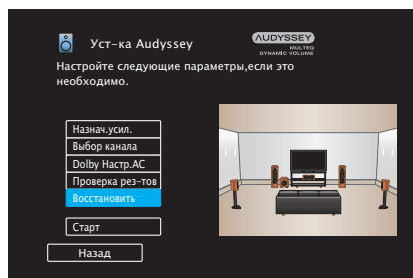 Уст-ка Audyssey
AUDYSSEY
MULTEQ
DYNAMIC VOLUME
Настройте следующие параметры,если это
необходимо.
Назнач.усил.
Выбор канала
Dolby Настр.АС
Проверка рез-тов
Восстановить
Старт
Назад